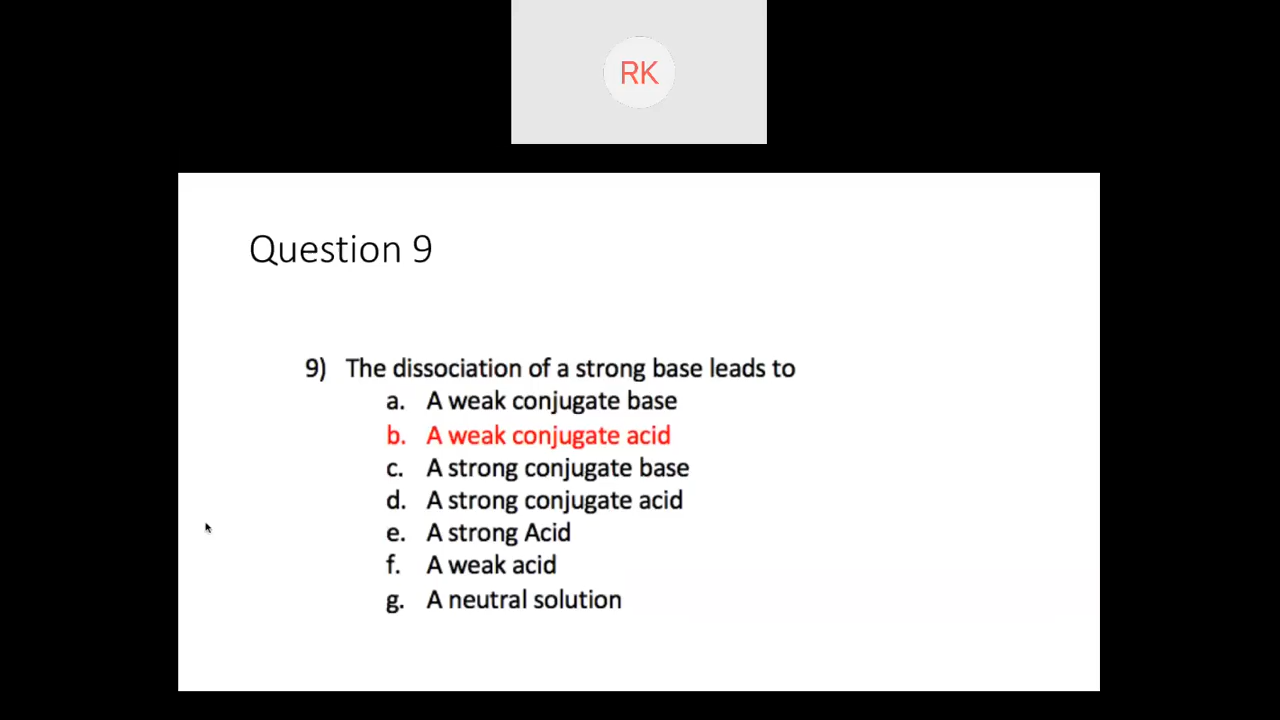 RK
Question 9
9) The dissociation of a strong base leads to
a. A weak conjugate base
b. A weak conjugate acid
c. A strong conjugate base
d. A strong conjugate acid
e. A strong Acid
f. A weak acid
g. A neutral solution